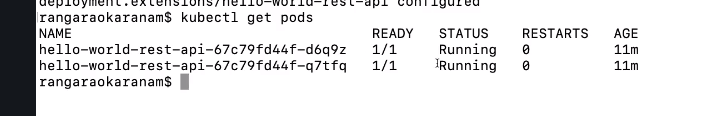 deployment.extensions/hello-world-rest-api configured
rangaraokaranam$ kubectl get pods
NAME READY STATUS RESTARTS AGE
hello-world-rest-api-67c79fd44f-d6q9z 1/1 Running 0 11m
hello-world-rest-api-67c79fd44f-q7tfq 1/1 Running 0 11m
rangaraokaranam$